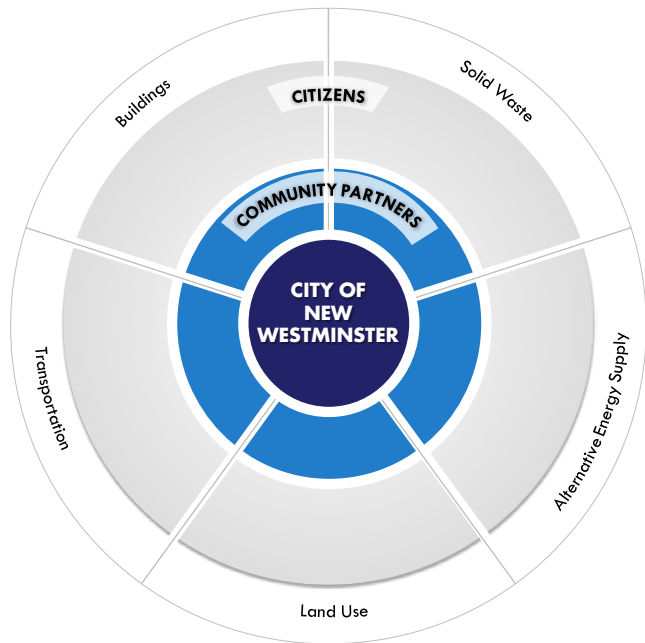 Buildings
Solid Waste
CITIZENS
COMMUNITY PARTNERS
CITY OF
NEW
WESTMINSTER
Transportation
Alternative Energy Supply
Land Use